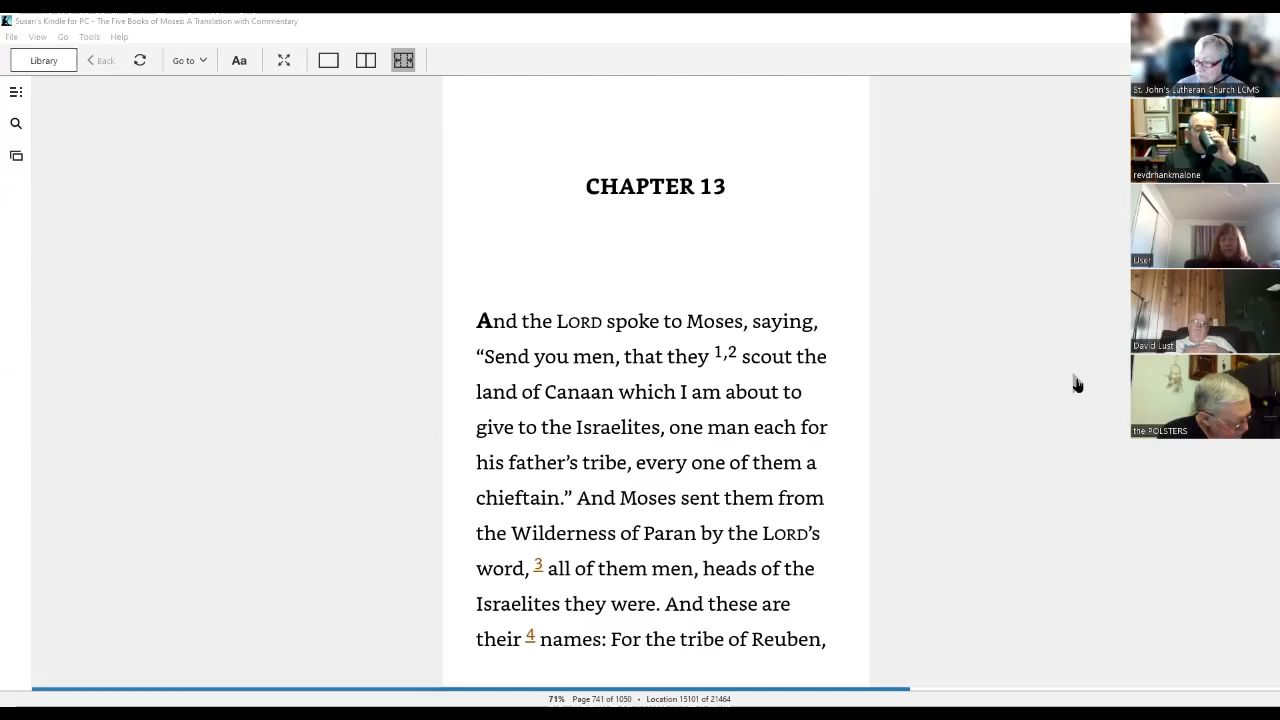 Susan's Kindle for PC - The Five Books of Moses: A Translation with Commentary
File View Go Tools Help
Library Back Go to Aa
CHAPTER 13
And the LORD spoke to Moses, saying,
“Send you men, that they 1,2 scout the
land of Canaan which I am about to
give to the Israelites, one man each for
his father’s tribe, every one of them a
chieftain.” And Moses sent them from
the Wilderness of Paran by the LORD’s
word, 3 all of them men, heads of the
Israelites they were. And these are
their 4 names: For the tribe of Reuben,
71% Page 741 of 1050 • Location 15101 of 21464
St. John's Lutheran Church LCMS
revdrhankmalone
User
David Lust
the POLSTERS